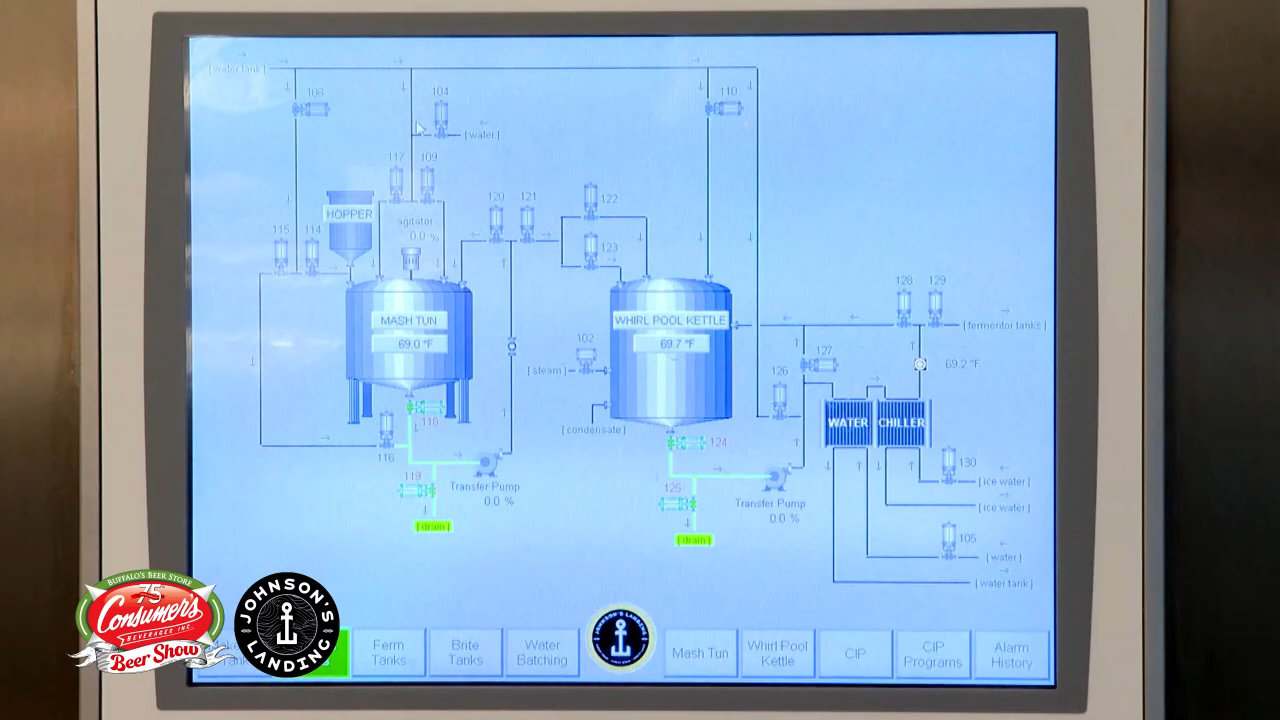 [water tank]
108
104
110
[water]
117 109
120 121 122
HOPPER
agitator
0.0 %
115 114
123
128 129
MASH TUN
69.0 °F
WHIRL POOL KETTLE
69.7 °F
[fermentor tanks]
102
[steam]
127
69.2 °F
126
118
[condensate]
WATER CHILLER
124
116
130
119
Transfer Pump
0.0 %
125
Transfer Pump
0.0 %
[ice water]
[ice water]
[drain]
[drain]
105
[water]
[water tank]
BUFFALO'S BEER STORE
75
Consumer's
BEVERAGES INC.
Beer Show
JOHNSON'S
LANDING
Ferm
Tanks
Brite
Tanks
Water
Batching
JOHNSON'S LANDING
Mash Tun
Whirl Pool
Kettle
CIP
CIP
Programs
Alarm
History